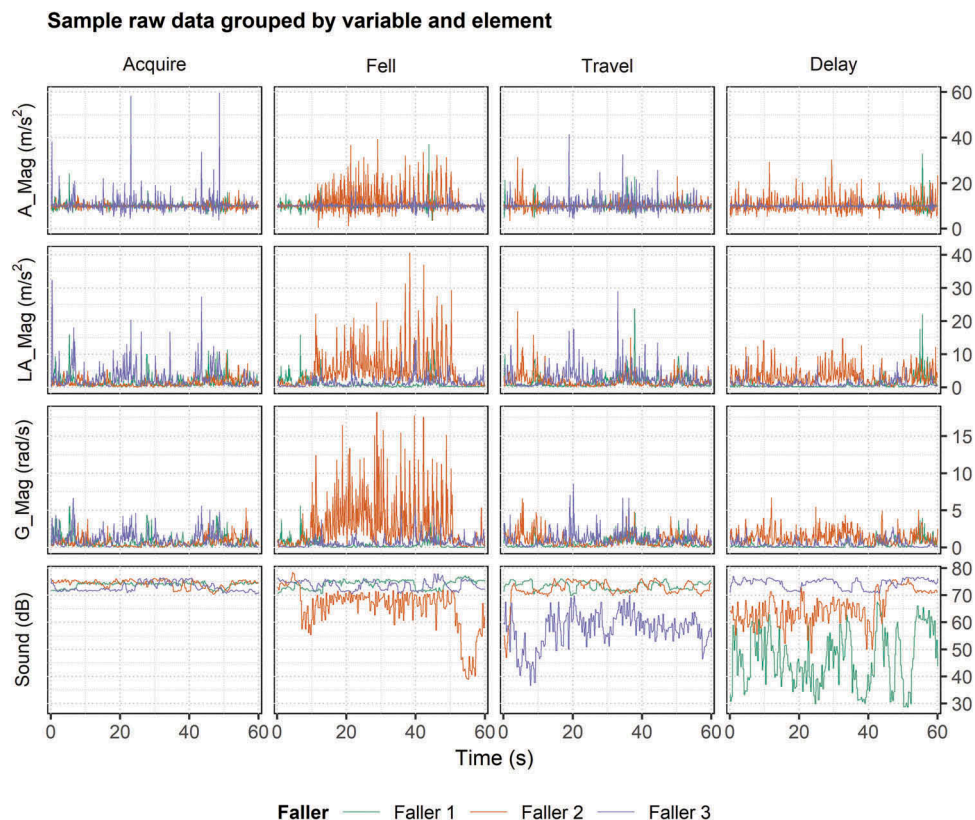 Sample raw data grouped by variable and element
Acquire Fell Travel Delay
A_Mag (m/s²)
60
40
20
0
LA_Mag (m/s²)
40
30
20
10
0
G_Mag (rad/s)
15
10
5
0
Sound (dB)
80
70
60
50
40
30
0 20 40 60 0 20 40 60 0 20 40 60 0 20 40 60
Time (s)
Faller Faller 1 Faller 2 Faller 3